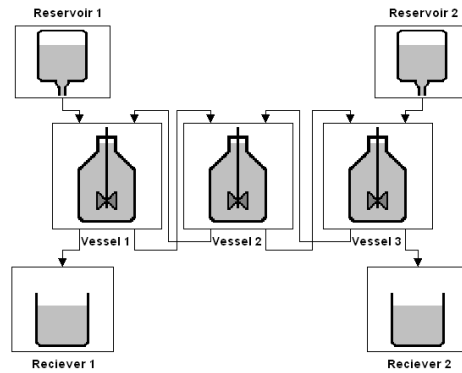 Reservoir 1
Reservoir 2
Vessel 1
Vessel 2
Vessel 3
Reciever 1
Reciever 2